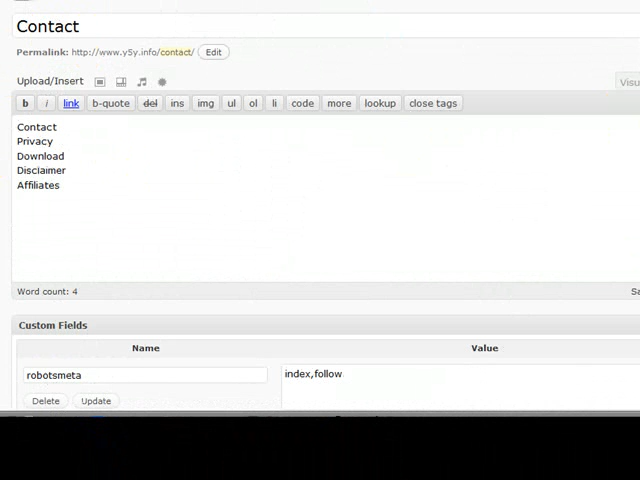 Contact
Permalink: http://www.y5y.info/contact/ Edit
Upload/Insert
Visu
b i link b-quote del ins img ul ol li code more lookup close tags
Contact
Privacy
Download
Disclaimer
Affiliates
Word count: 4
Sa
Custom Fields
Name Value
robotsmeta index,follow
Delete Update